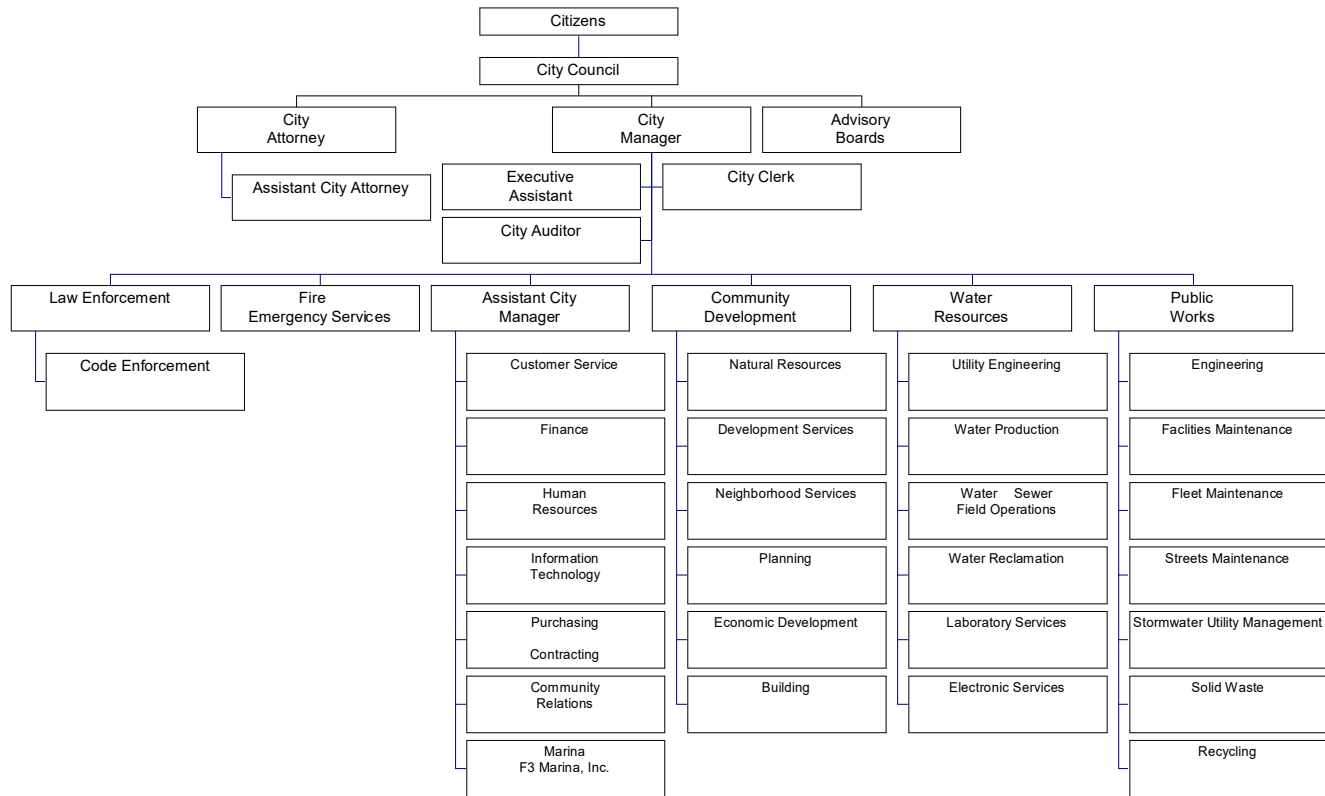 Citizens
City Council
City
Attorney
City
Manager
Advisory
Boards
Assistant City Attorney
Executive
Assistant
City Clerk
City Auditor
Law Enforcement
Fire
Emergency Services
Assistant City
Manager
Community
Development
Water
Resources
Public
Works
Code Enforcement
Customer Service
Finance
Human
Resources
Information
Technology
Purchasing
Contracting
Community
Relations
Marina
F3 Marina, Inc.
Natural Resources
Development Services
Neighborhood Services
Planning
Economic Development
Building
Utility Engineering
Water Production
Water Sewer
Field Operations
Water Reclamation
Laboratory Services
Electronic Services
Engineering
Faclities Maintenance
Fleet Maintenance
Streets Maintenance
Stormwater Utility Management
Solid Waste
Recycling